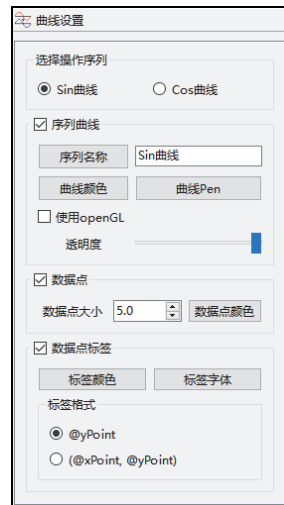 曲线设置
选择操作序列
Sin曲线 Cos曲线
序列曲线
序列名称 Sin曲线
曲线颜色 曲线Pen
使用openGL
透明度
数据点
数据点大小 5.0 数据点颜色
数据点标签
标签颜色 标签字体
标签格式
@yPoint
(@xPoint, @yPoint)